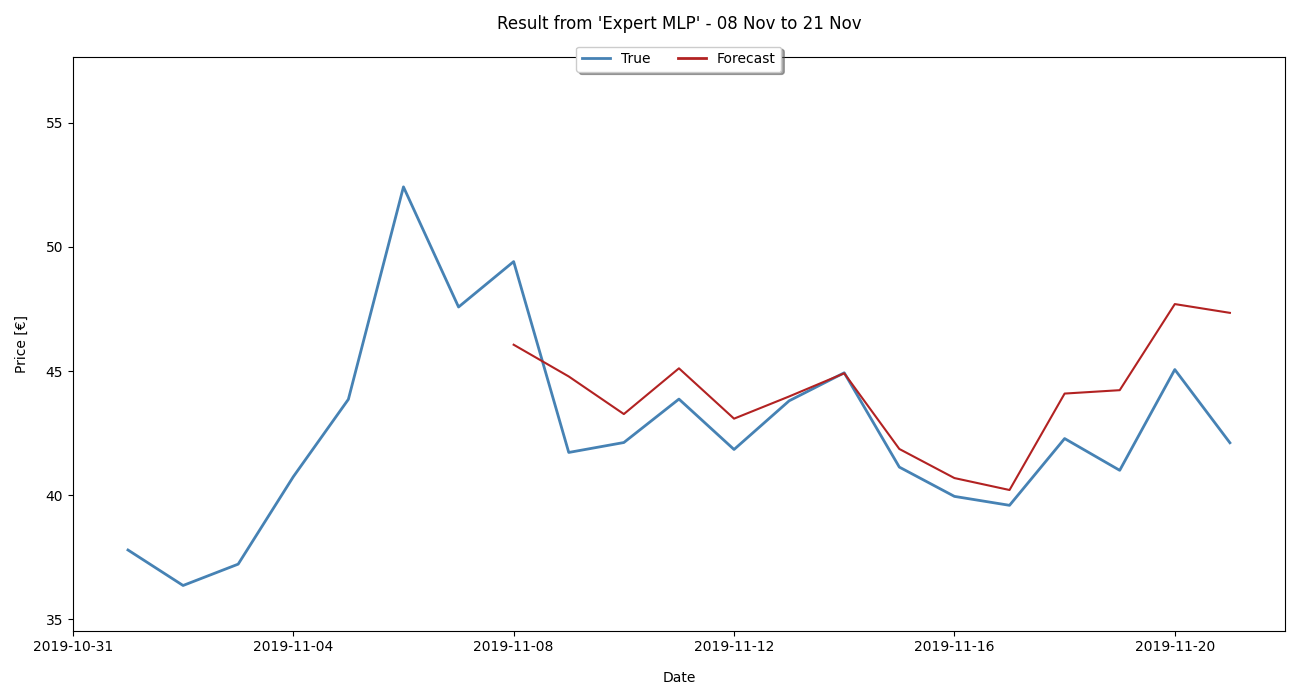 Result from 'Expert MLP' - 08 Nov to 21 Nov
True Forecast
55
50
45
40
35
Price [€]
2019-10-31 2019-11-04 2019-11-08 2019-11-12 2019-11-16 2019-11-20
Date